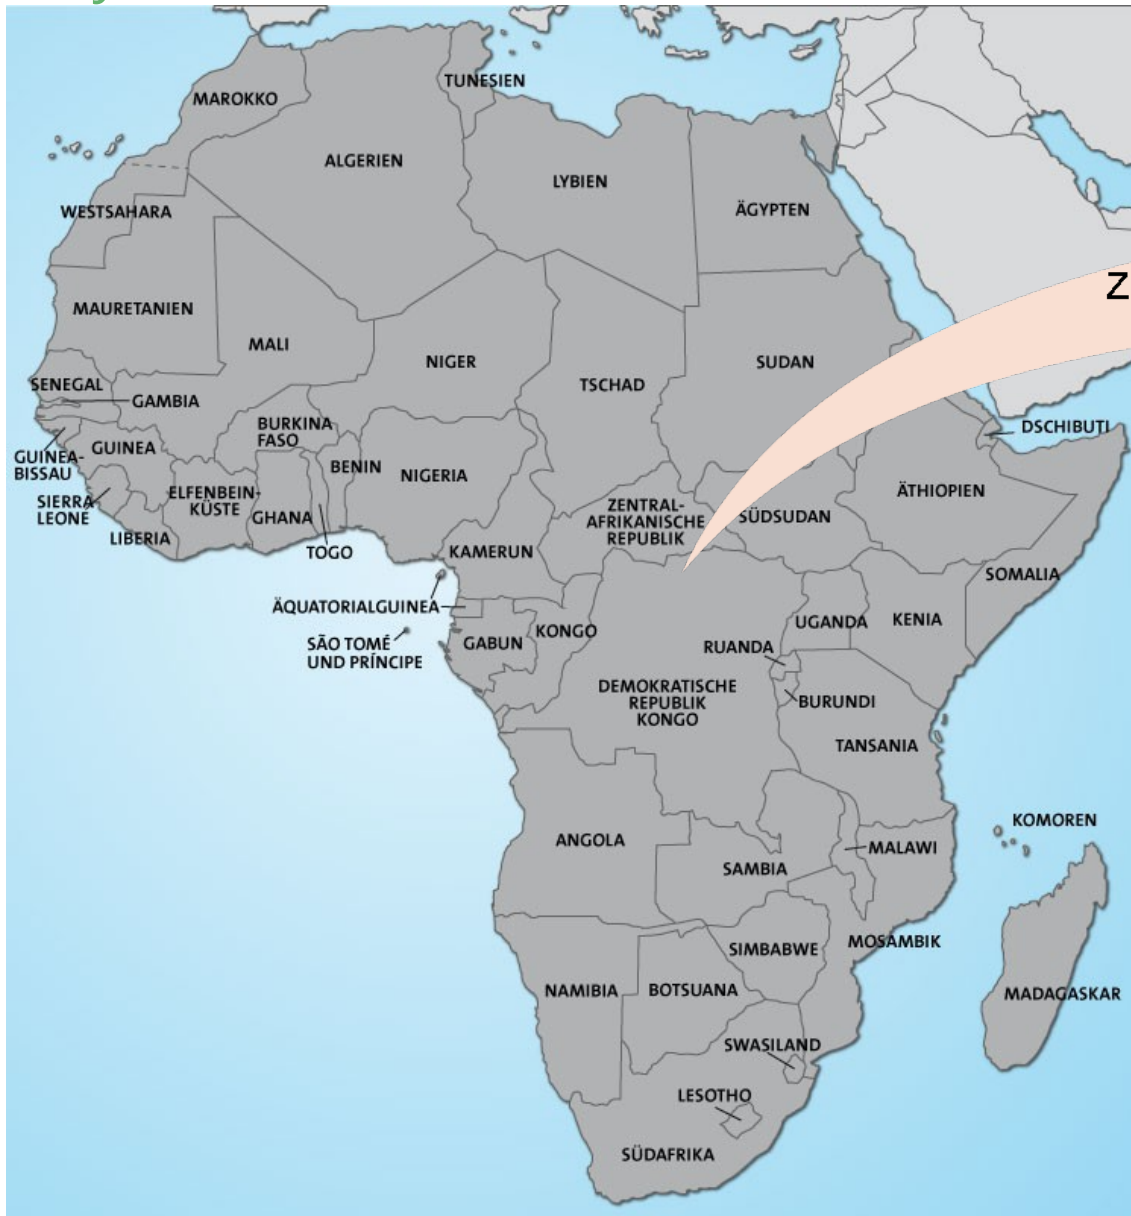 TUNESIEN
MAROKKO
ALGERIEN
LYBIEN
ÄGYPTEN
WESTSAHARA
Z
MAURETANIEN
MALI
NIGER
TSCHAD
SUDAN
SENEGAL
GAMBIA
DSCHIBUTI
BURKINA
FASO
GUINEA-
BISSAU
GUINEA
BENIN
NIGERIA
ÄTHIOPIEN
SIERRA
LEONE
ELFENBEIN-
KÜSTE
GHANA
ZENTRAL-
AFRIKANISCHE
REPUBLIK
SÜDSUDAN
LIBERIA
TOGO
KAMERUN
SOMALIA
ÄQUATORIALGUINEA
UGANDA
KENIA
SÃO TOMÉ
UND PRÍNCIPE
GABUN
KONGO
RUANDA
DEMOKRATISCHE
REPUBLIK
KONGO
BURUNDI
TANSANIA
KOMOREN
ANGOLA
MALAWI
SAMBIA
SIMBABWE
MOSAMBIK
NAMIBIA
BOTSUANA
MADAGASKAR
SWASILAND
LESOTHO
SÜDAFRIKA